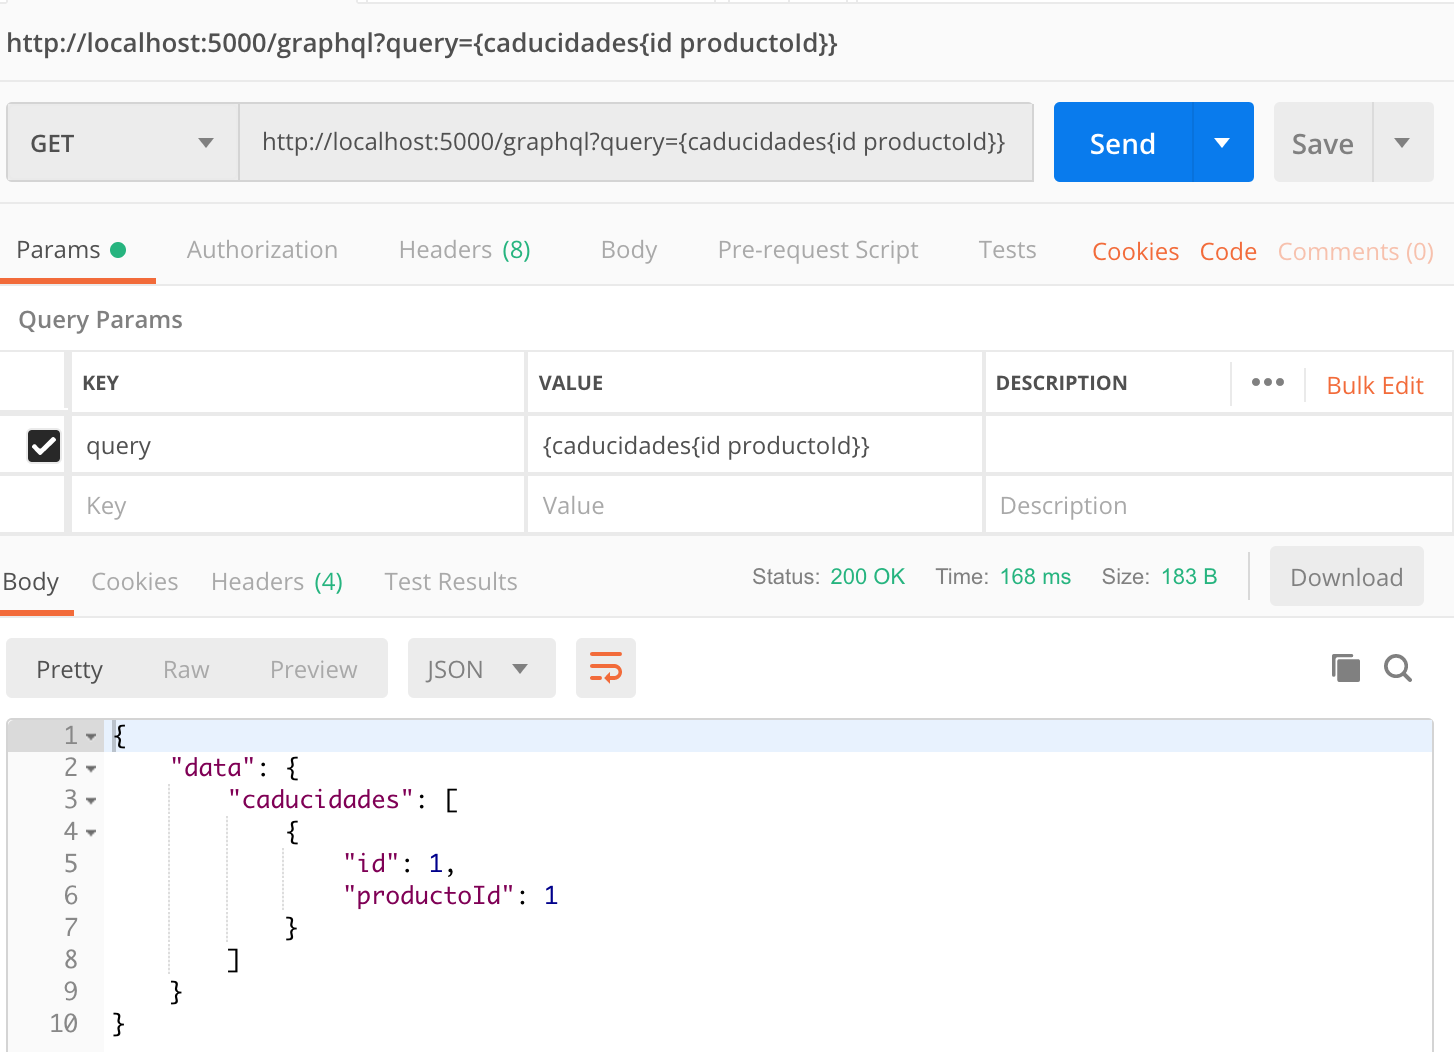 http://localhost:5000/graphql?query={caducidades{id productoId}}
GET http://localhost:5000/graphql?query={caducidades{id productoId}} Send Save
Params Authorization Headers (8) Body Pre-request Script Tests Cookies Code Comments (0)
Query Params
KEY VALUE DESCRIPTION ••• Bulk Edit
query {caducidades{id productoId}}
Key Value Description
Body Cookies Headers (4) Test Results Status: 200 OK Time: 168 ms Size: 183 B Download
Pretty Raw Preview JSON
1 {
2 "data": {
3 "caducidades": [
4 {
5 "id": 1,
6 "productoId": 1
7 }
8 ]
9 }
10 }